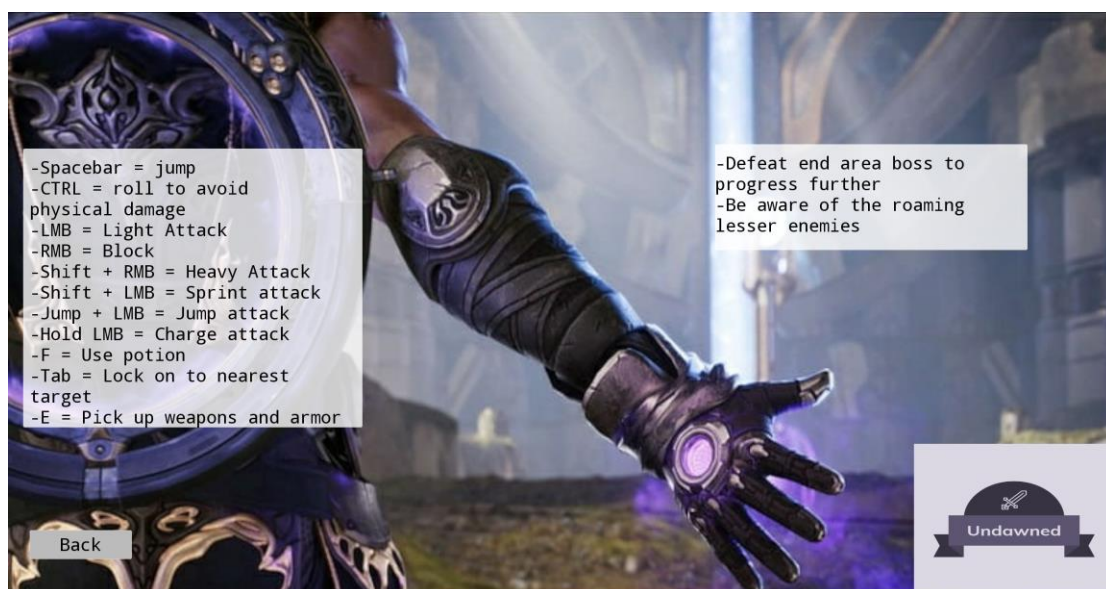 -Spacebar = jump
-CTRL = roll to avoid
physical damage
-LMB = Light Attack
-RMB = Block
-Shift + RMB = Heavy Attack
-Shift + LMB = Sprint attack
-Jump + LMB = Jump attack
-Hold LMB = Charge attack
-F = Use potion
-Tab = Lock on to nearest
target
-E = Pick up weapons and armor
-Defeat end area boss to
progress further
-Be aware of the roaming
lesser enemies
Back
Undawned